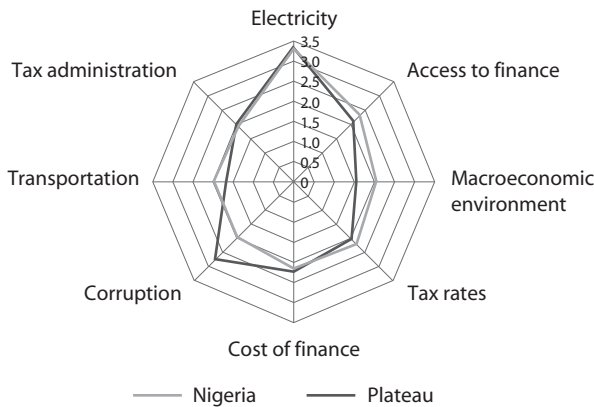 Electricity
3.5
3.0
2.5
2.0
1.5
1.0
0.5
0
Tax administration
Access to finance
Transportation
Macroeconomic
environment
Corruption
Tax rates
Cost of finance
Nigeria
Plateau